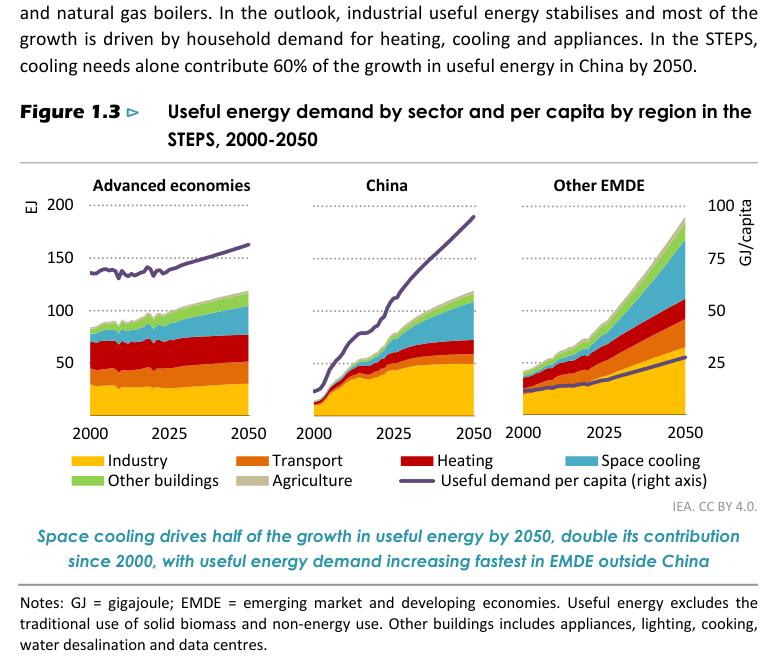 and natural gas boilers. In the outlook, industrial useful energy stabilises and most of the
growth is driven by household demand for heating, cooling and appliances. In the STEPS,
cooling needs alone contribute 60% of the growth in useful energy in China by 2050.
Figure 1.3 ▷ Useful energy demand by sector and per capita by region in the
STEPS, 2000-2050
Advanced economies China Other EMDE
EJ 200 100 GJ/capita
150 75
100 50
50 25
2000 2025 2050 2000 2025 2050 2000 2025 2050
Industry Transport Heating Space cooling
Other buildings Agriculture Useful demand per capita (right axis)
IEA. CC BY 4.0.
Space cooling drives half of the growth in useful energy by 2050, double its contribution
since 2000, with useful energy demand increasing fastest in EMDE outside China
Notes: GJ = gigajoule; EMDE = emerging market and developing economies. Useful energy excludes the
traditional use of solid biomass and non-energy use. Other buildings includes appliances, lighting, cooking,
water desalination and data centres.